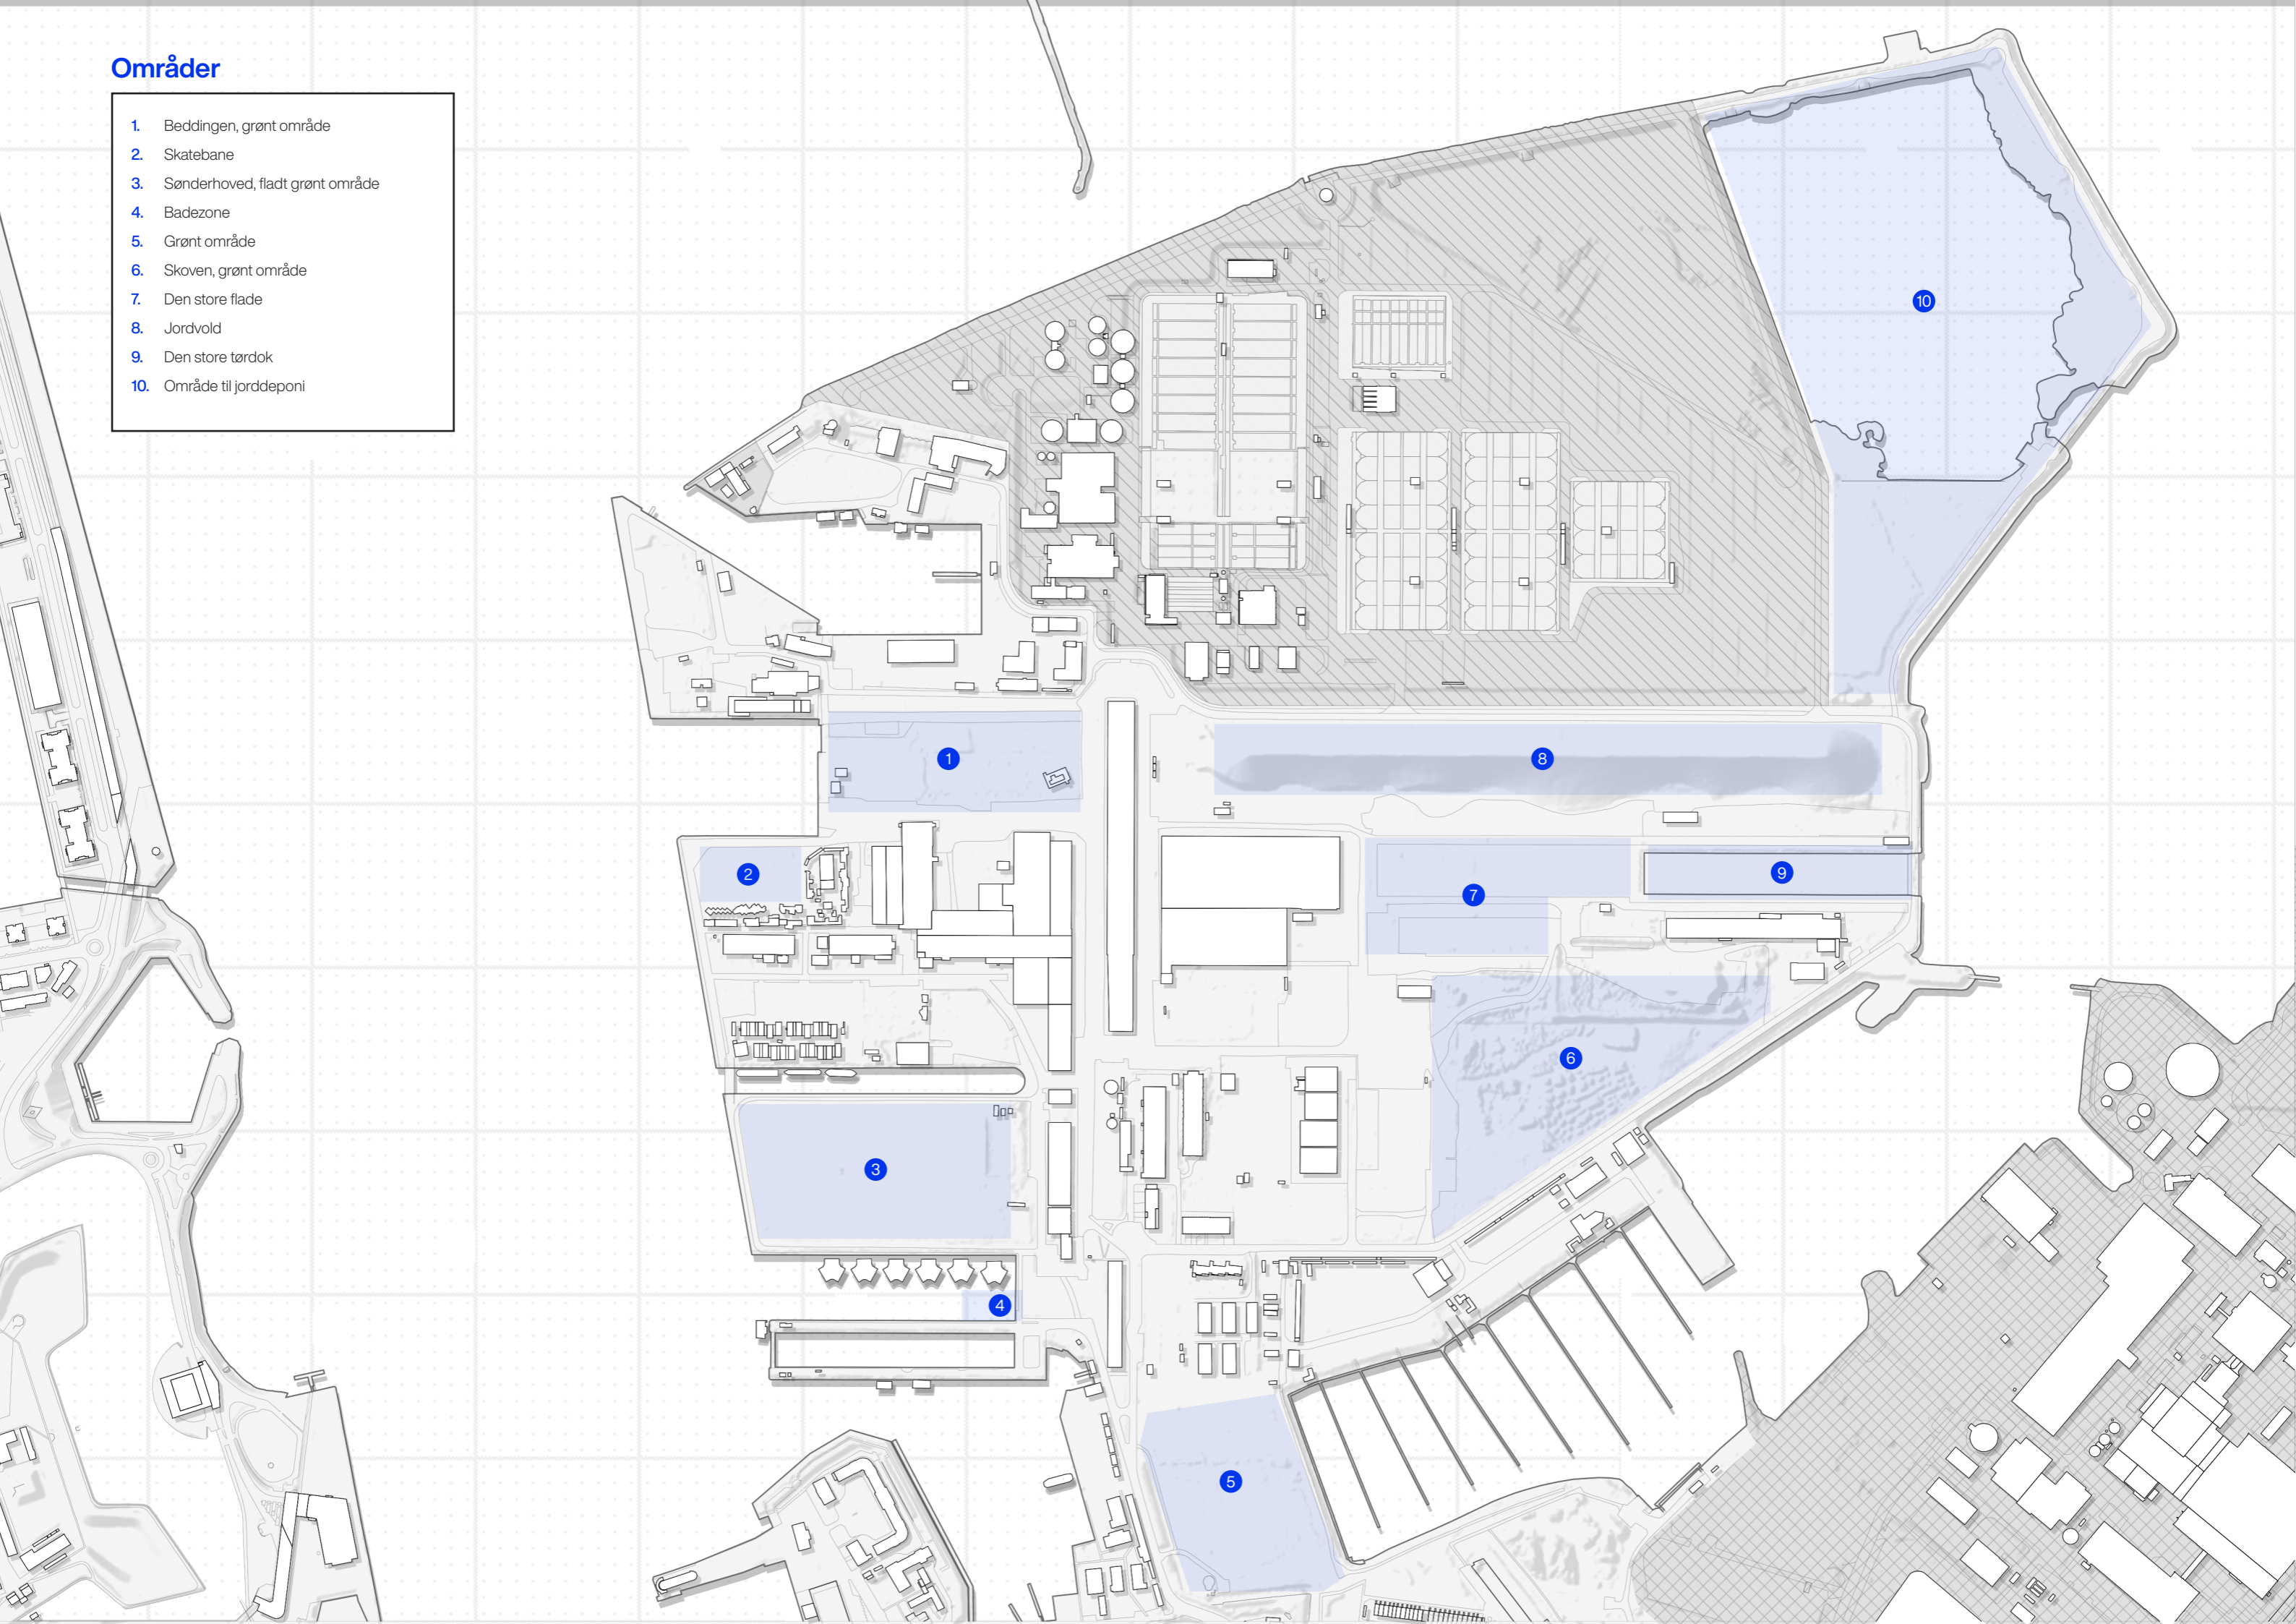 Områder
1. Beddingen, grønt område
2. Skatebane
3. Sønderhoved, fladt grønt område
4. Badezone
5. Grønt område
6. Skoven, grønt område
7. Den store flade
8. Jordvold
9. Den store tørdok
10. Område til jorddeponi
10
1
8
2
9
7
6
3
4
5